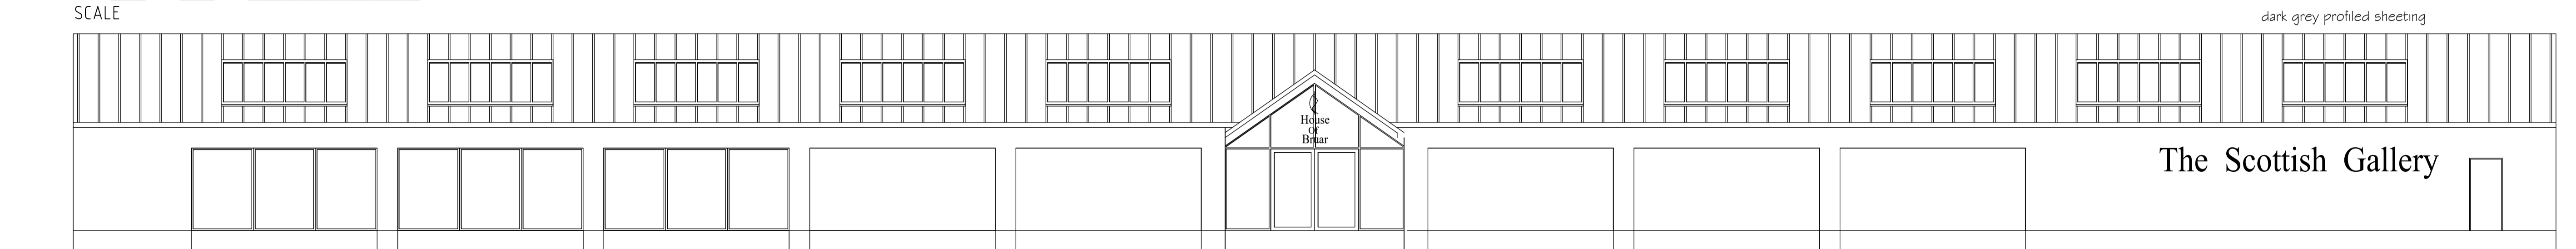 SCALE
dark grey profiled sheeting
House
of
Bruar
The Scottish Gallery